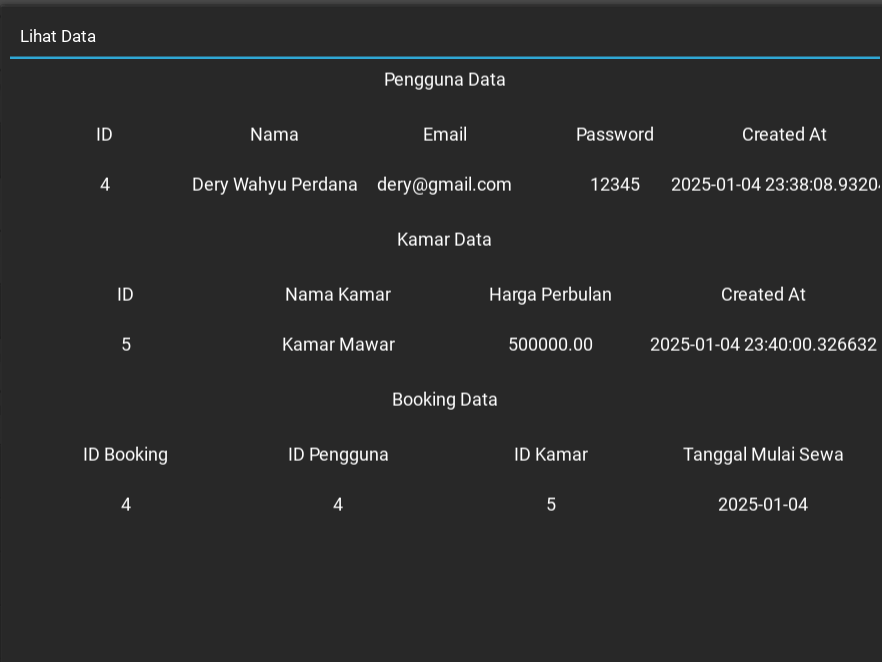 Lihat Data
Pengguna Data
ID Nama Email Password Created At
4 Dery Wahyu Perdana dery@gmail.com 12345 2025-01-04 23:38:08.9320
Kamar Data
ID Nama Kamar Harga Perbulan Created At
5 Kamar Mawar 500000.00 2025-01-04 23:40:00.326632
Booking Data
ID Booking ID Pengguna ID Kamar Tanggal Mulai Sewa
4 4 5 2025-01-04